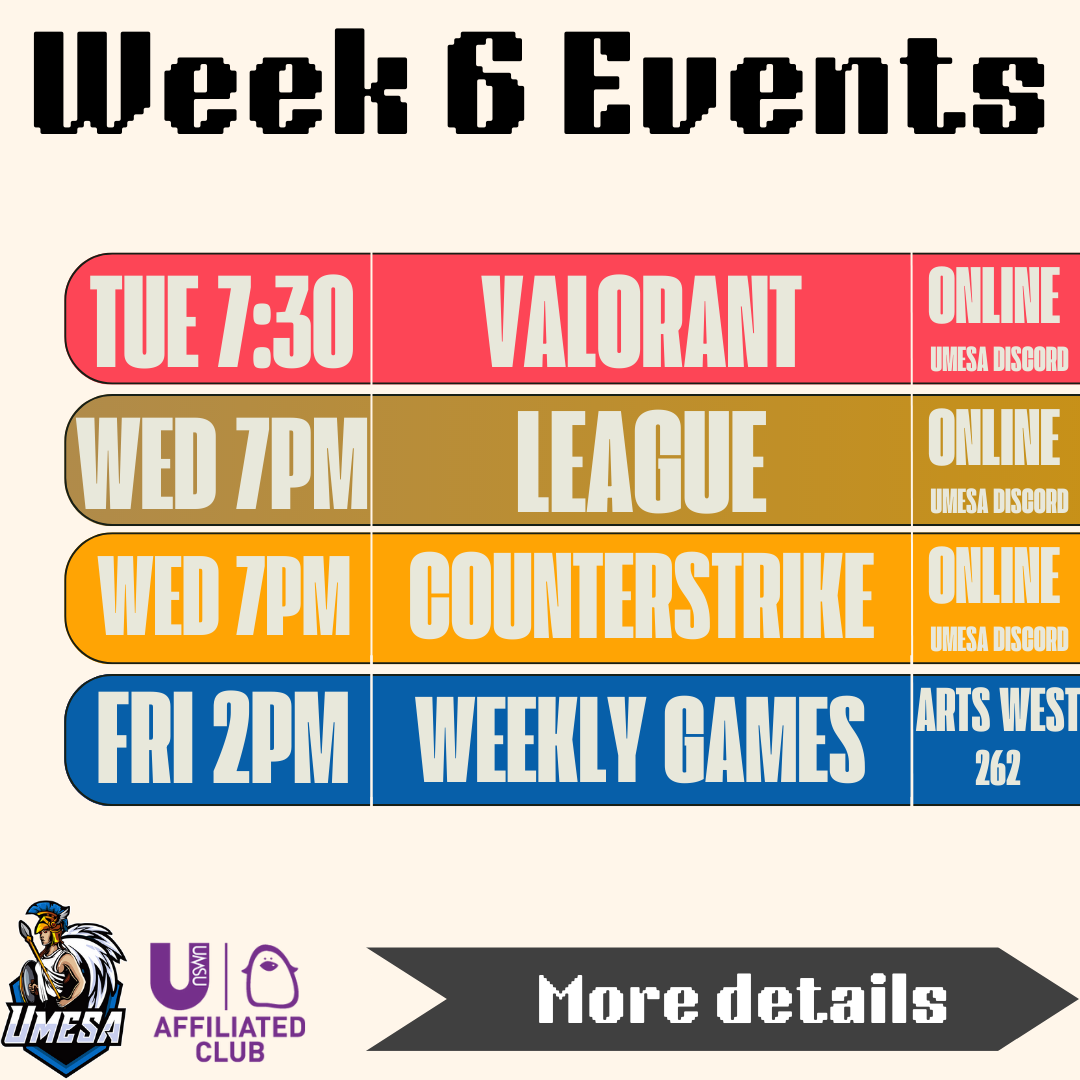 Week 6 Events
TUE 7:30
VALORANT
ONLINE
UMESA DISCORD
WED 7PM
LEAGUE
ONLINE
UMESA DISCORD
WED 7PM
COUNTERSTRIKE
ONLINE
UMESA DISCORD
FRI 2PM
WEEKLY GAMES
ARTS WEST
262
UMESA
U UMSU
AFFILIATED
CLUB
More details